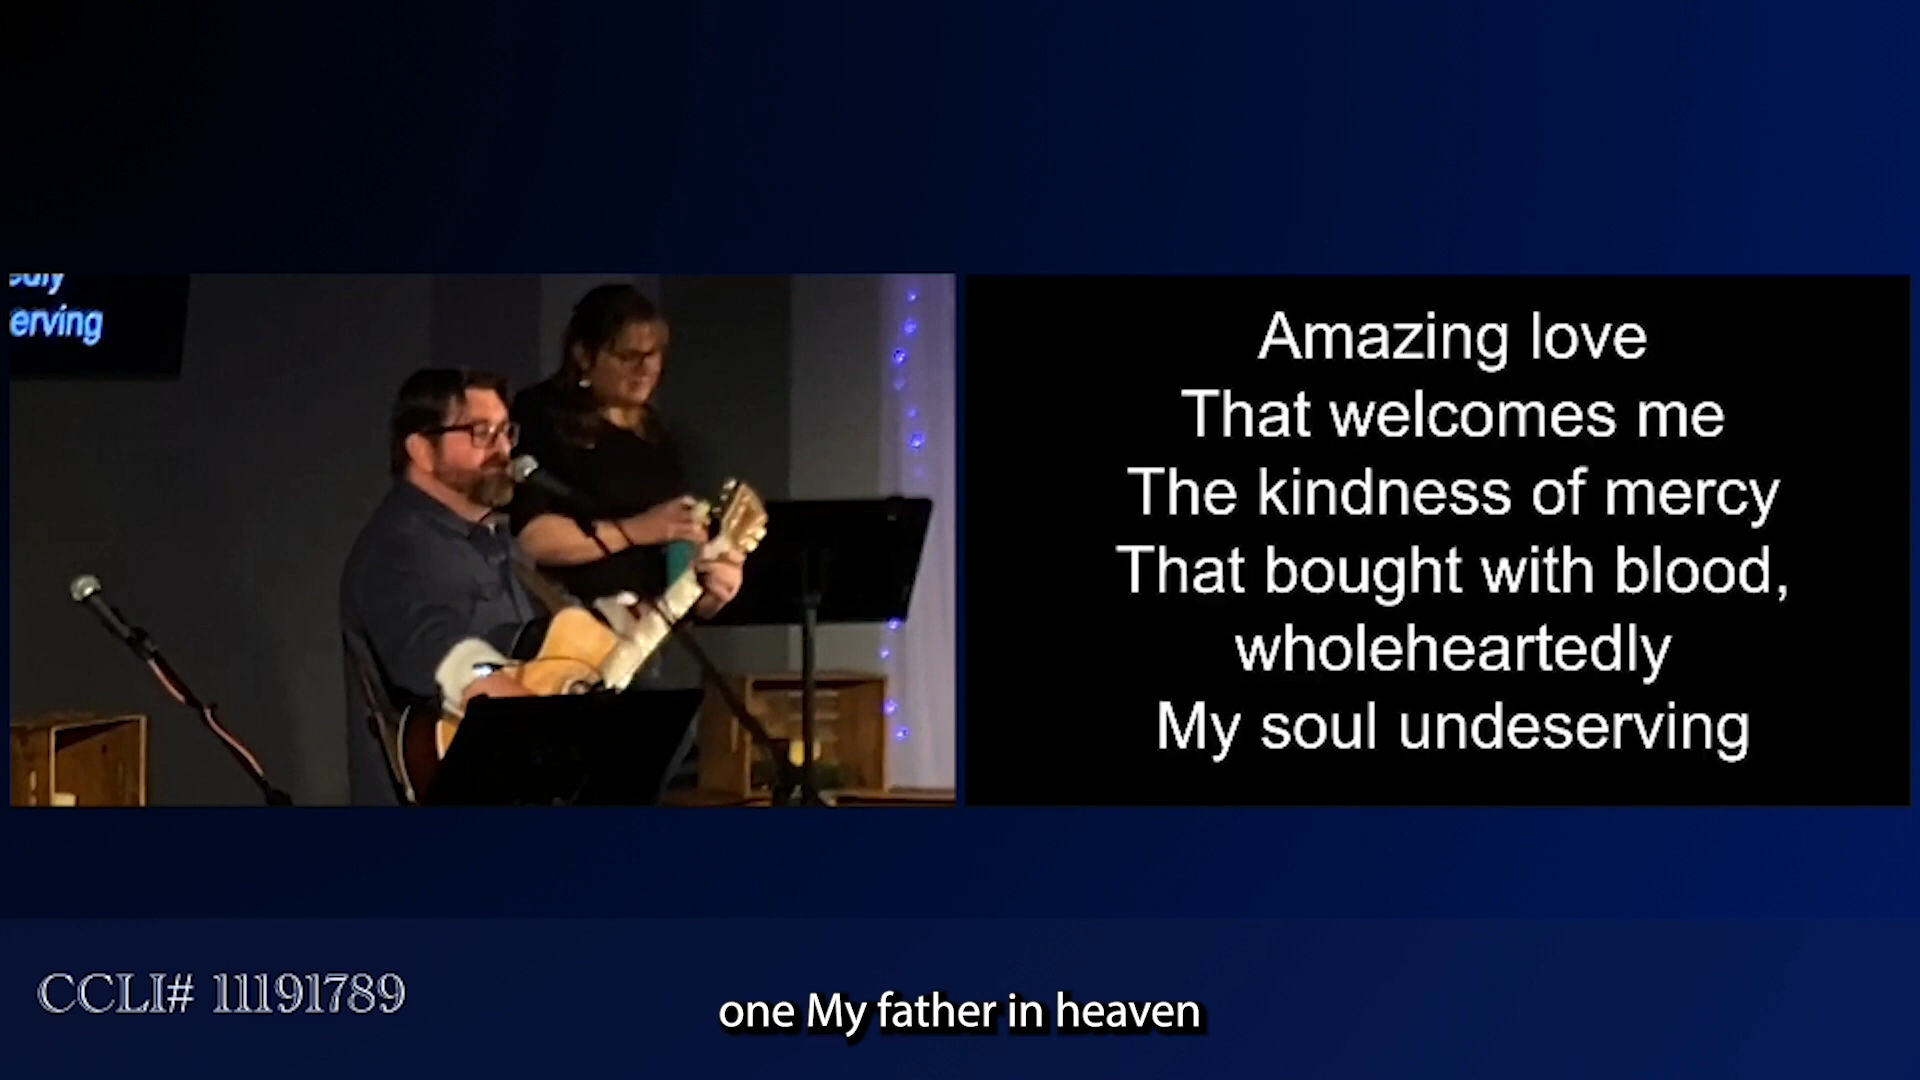 erving
Amazing love
That welcomes me
The kindness of mercy
That bought with blood,
wholeheartedly
My soul undeserving
CCLI# 11191789
one My father in heaven